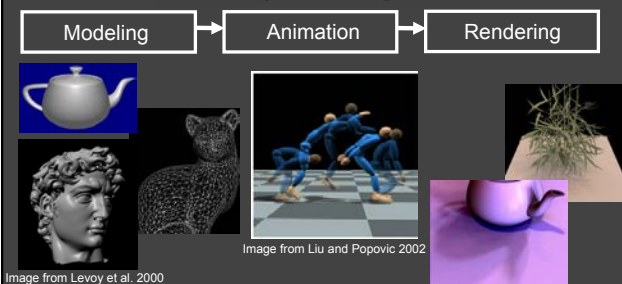 Modeling
Animation
Rendering
Image from Liu and Popovic 2002
Image from Levoy et al. 2000